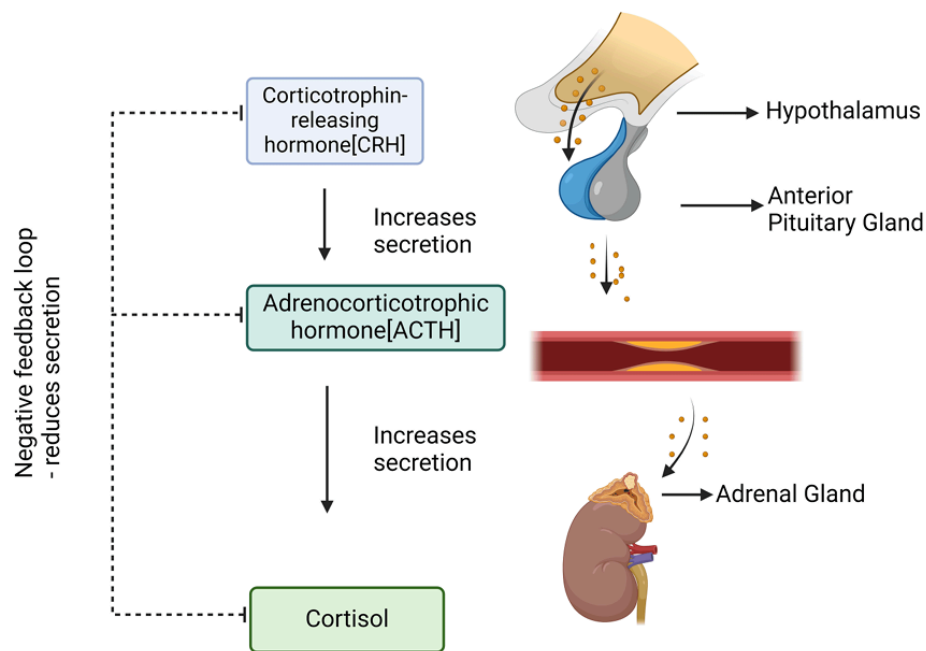 Corticotrophin-
releasing
hormone[CRH]
Hypothalamus
Increases
secretion
Anterior
Pituitary Gland
Adrenocorticotrophic
hormone[ACTH]
Negative feedback loop
- reduces secretion
Increases
secretion
Adrenal Gland
Cortisol